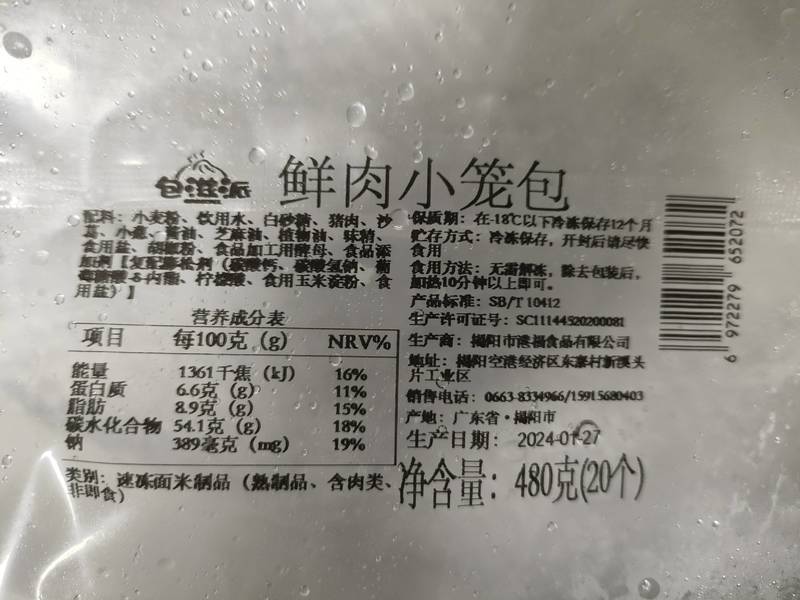 包滋派
鲜肉小笼包
配料：小麦粉、饮用水、白砂糖、猪肉、沙
葛、小葱、酱油、芝麻油、植物油、味精、
食用盐、胡椒粉、食品加工用酵母、食品添
加剂【复配膨松剂（碳酸钙、碳酸氢钠、葡
萄糖酸-δ-内酯、柠檬酸、食用玉米淀粉、食
用盐）】
营养成分表
项目 每100克（g） NRV%
能量 1361千焦（kJ） 16%
蛋白质 6.6克（g） 11%
脂肪 8.9克（g） 15%
碳水化合物 54.1克（g） 18%
钠 389毫克（mg） 19%
类别：速冻面米制品（熟制品、含肉类、
非即食）
保质期：在-18℃以下冷冻保存12个月
贮存方式：冷冻保存，开封后请尽快
食用
食用方法：无需解冻，除去包装后，
加热10分钟以上即可。
产品标准：SB/T 10412
生产许可证号：SC11144520200081
生产商：揭阳市港福食品有限公司
地址：揭阳空港经济区东寨村新溪头
片工业区
销售电话：0663-8334966/15915680403
产地：广东省·揭阳市
生产日期：2024-01-27
净含量：480克(20个)
6 972279 652072